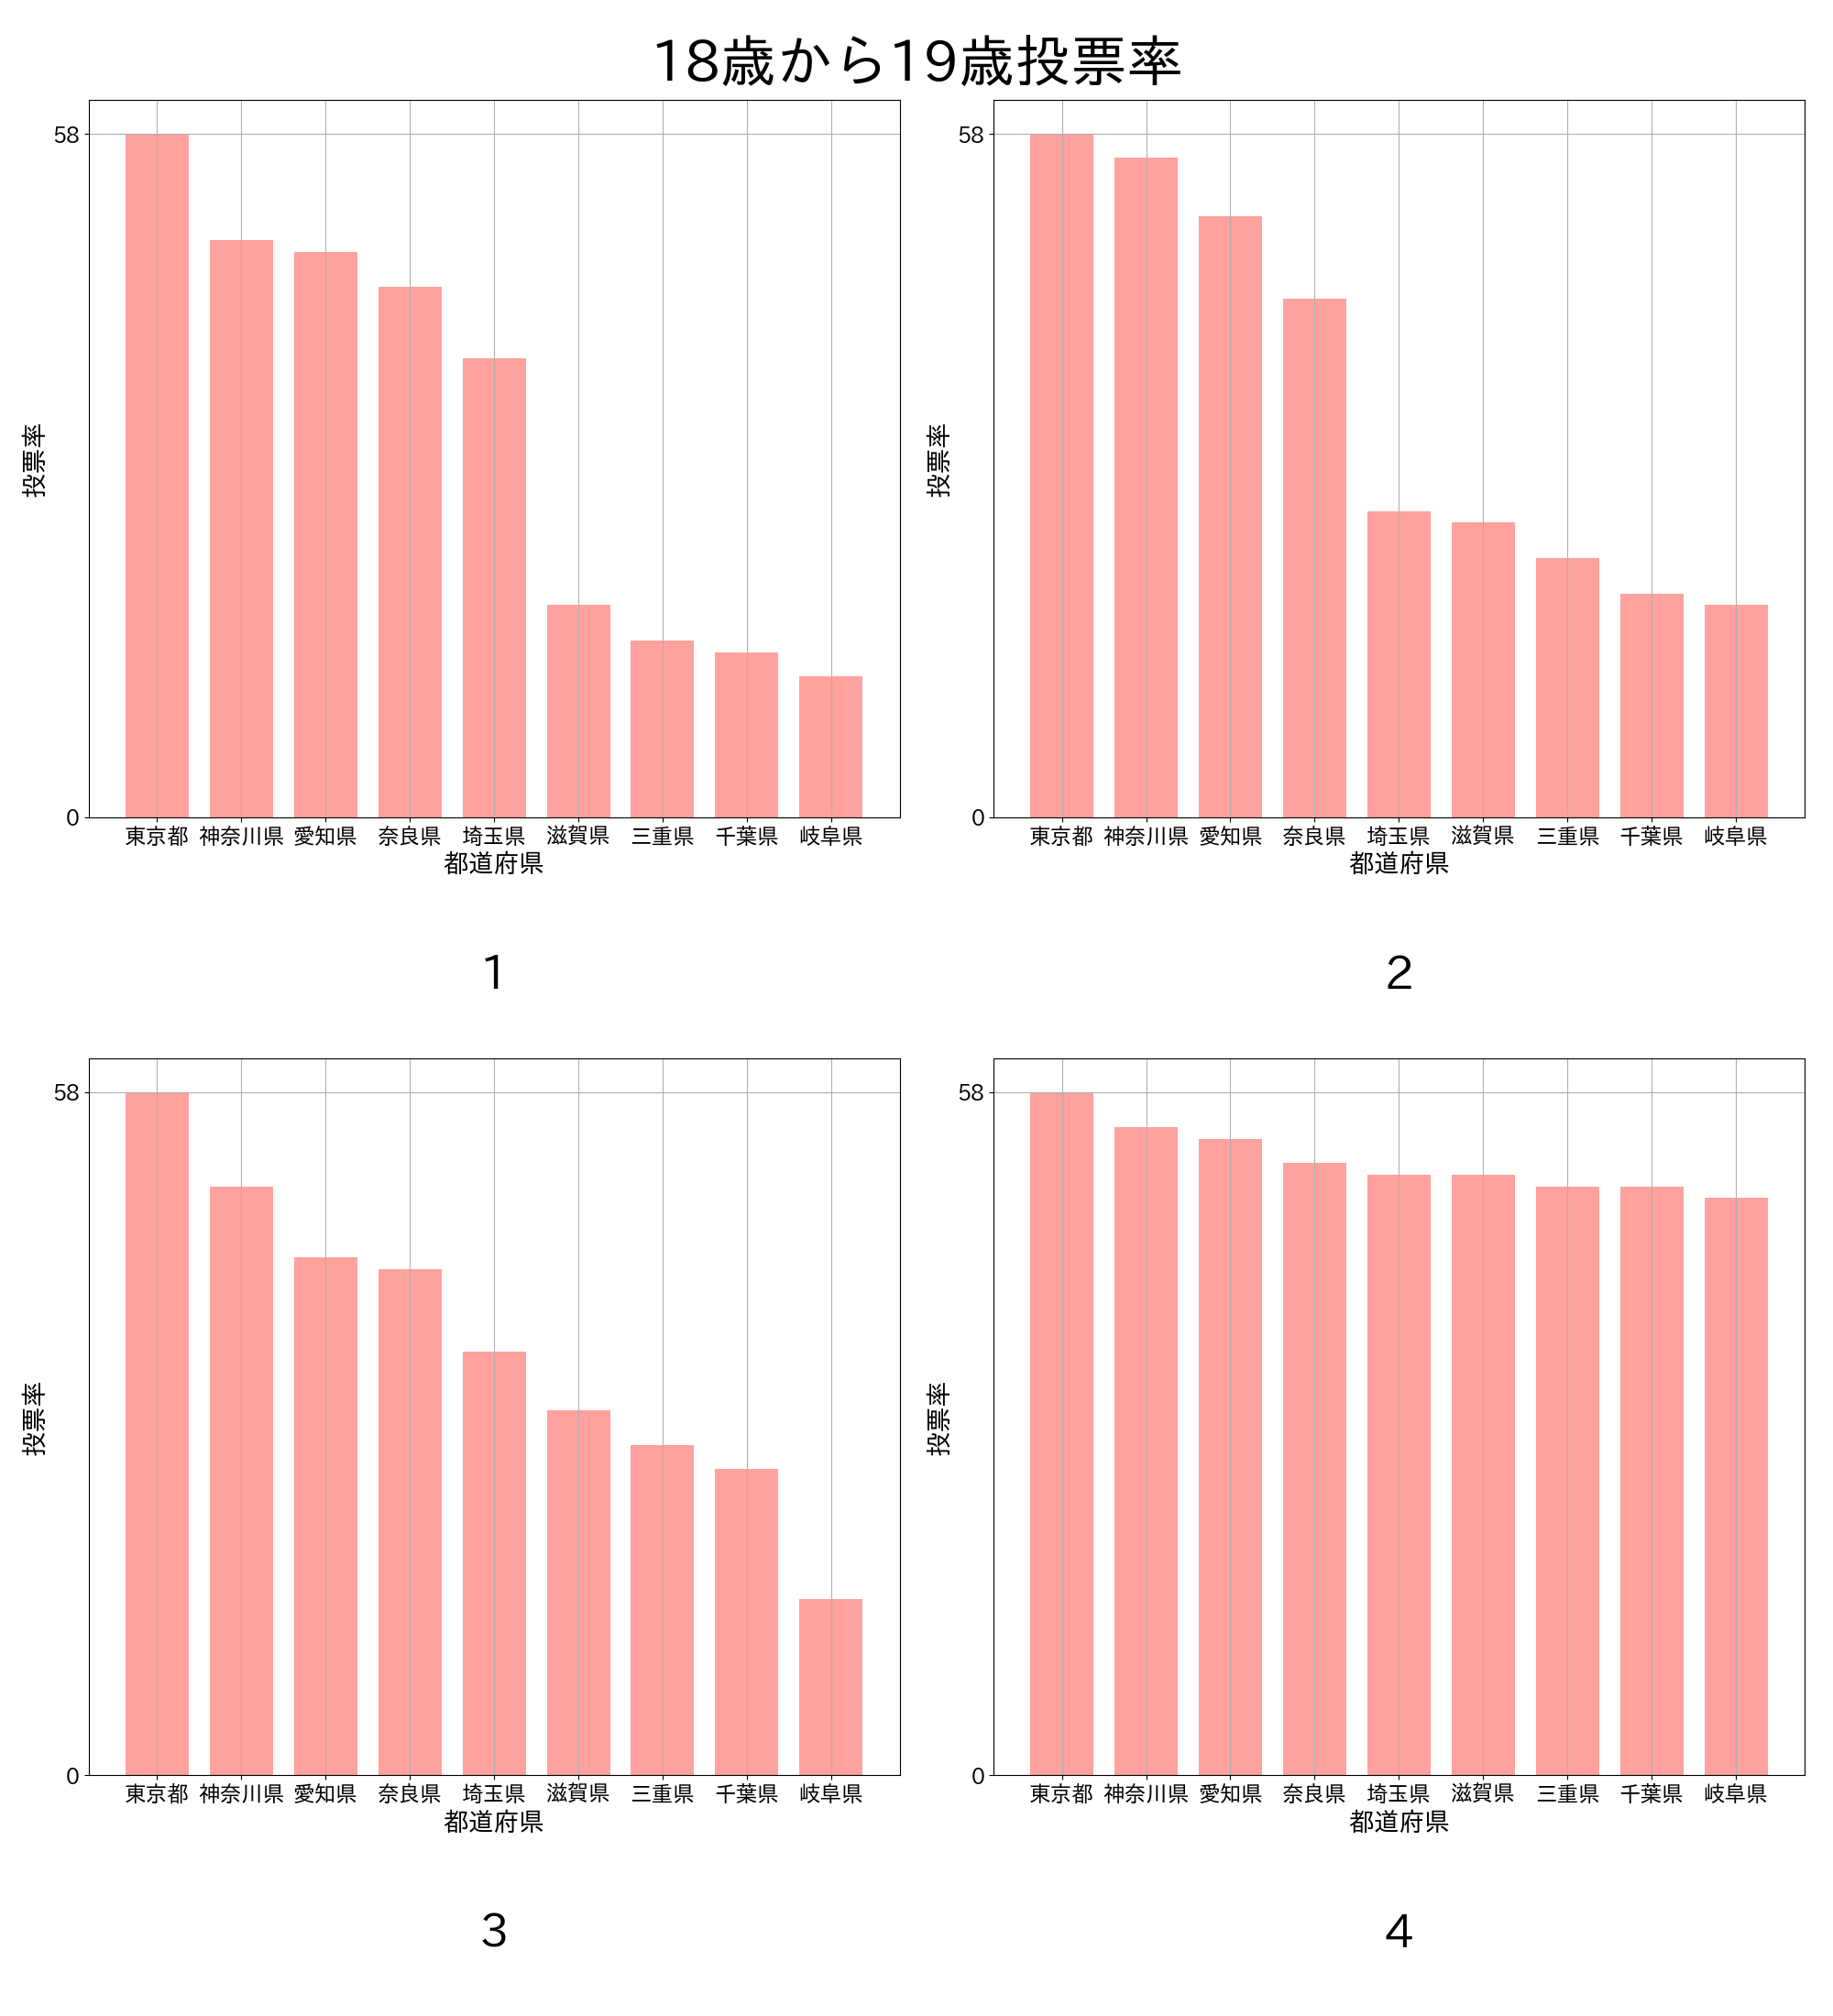 18歳から19歳投票率
58
0
投票率
東京都 神奈川県 愛知県 奈良県 埼玉県 滋賀県 三重県 千葉県 岐阜県
都道府県
1
58
0
投票率
東京都 神奈川県 愛知県 奈良県 埼玉県 滋賀県 三重県 千葉県 岐阜県
都道府県
2
58
0
投票率
東京都 神奈川県 愛知県 奈良県 埼玉県 滋賀県 三重県 千葉県 岐阜県
都道府県
3
58
0
投票率
東京都 神奈川県 愛知県 奈良県 埼玉県 滋賀県 三重県 千葉県 岐阜県
都道府県
4